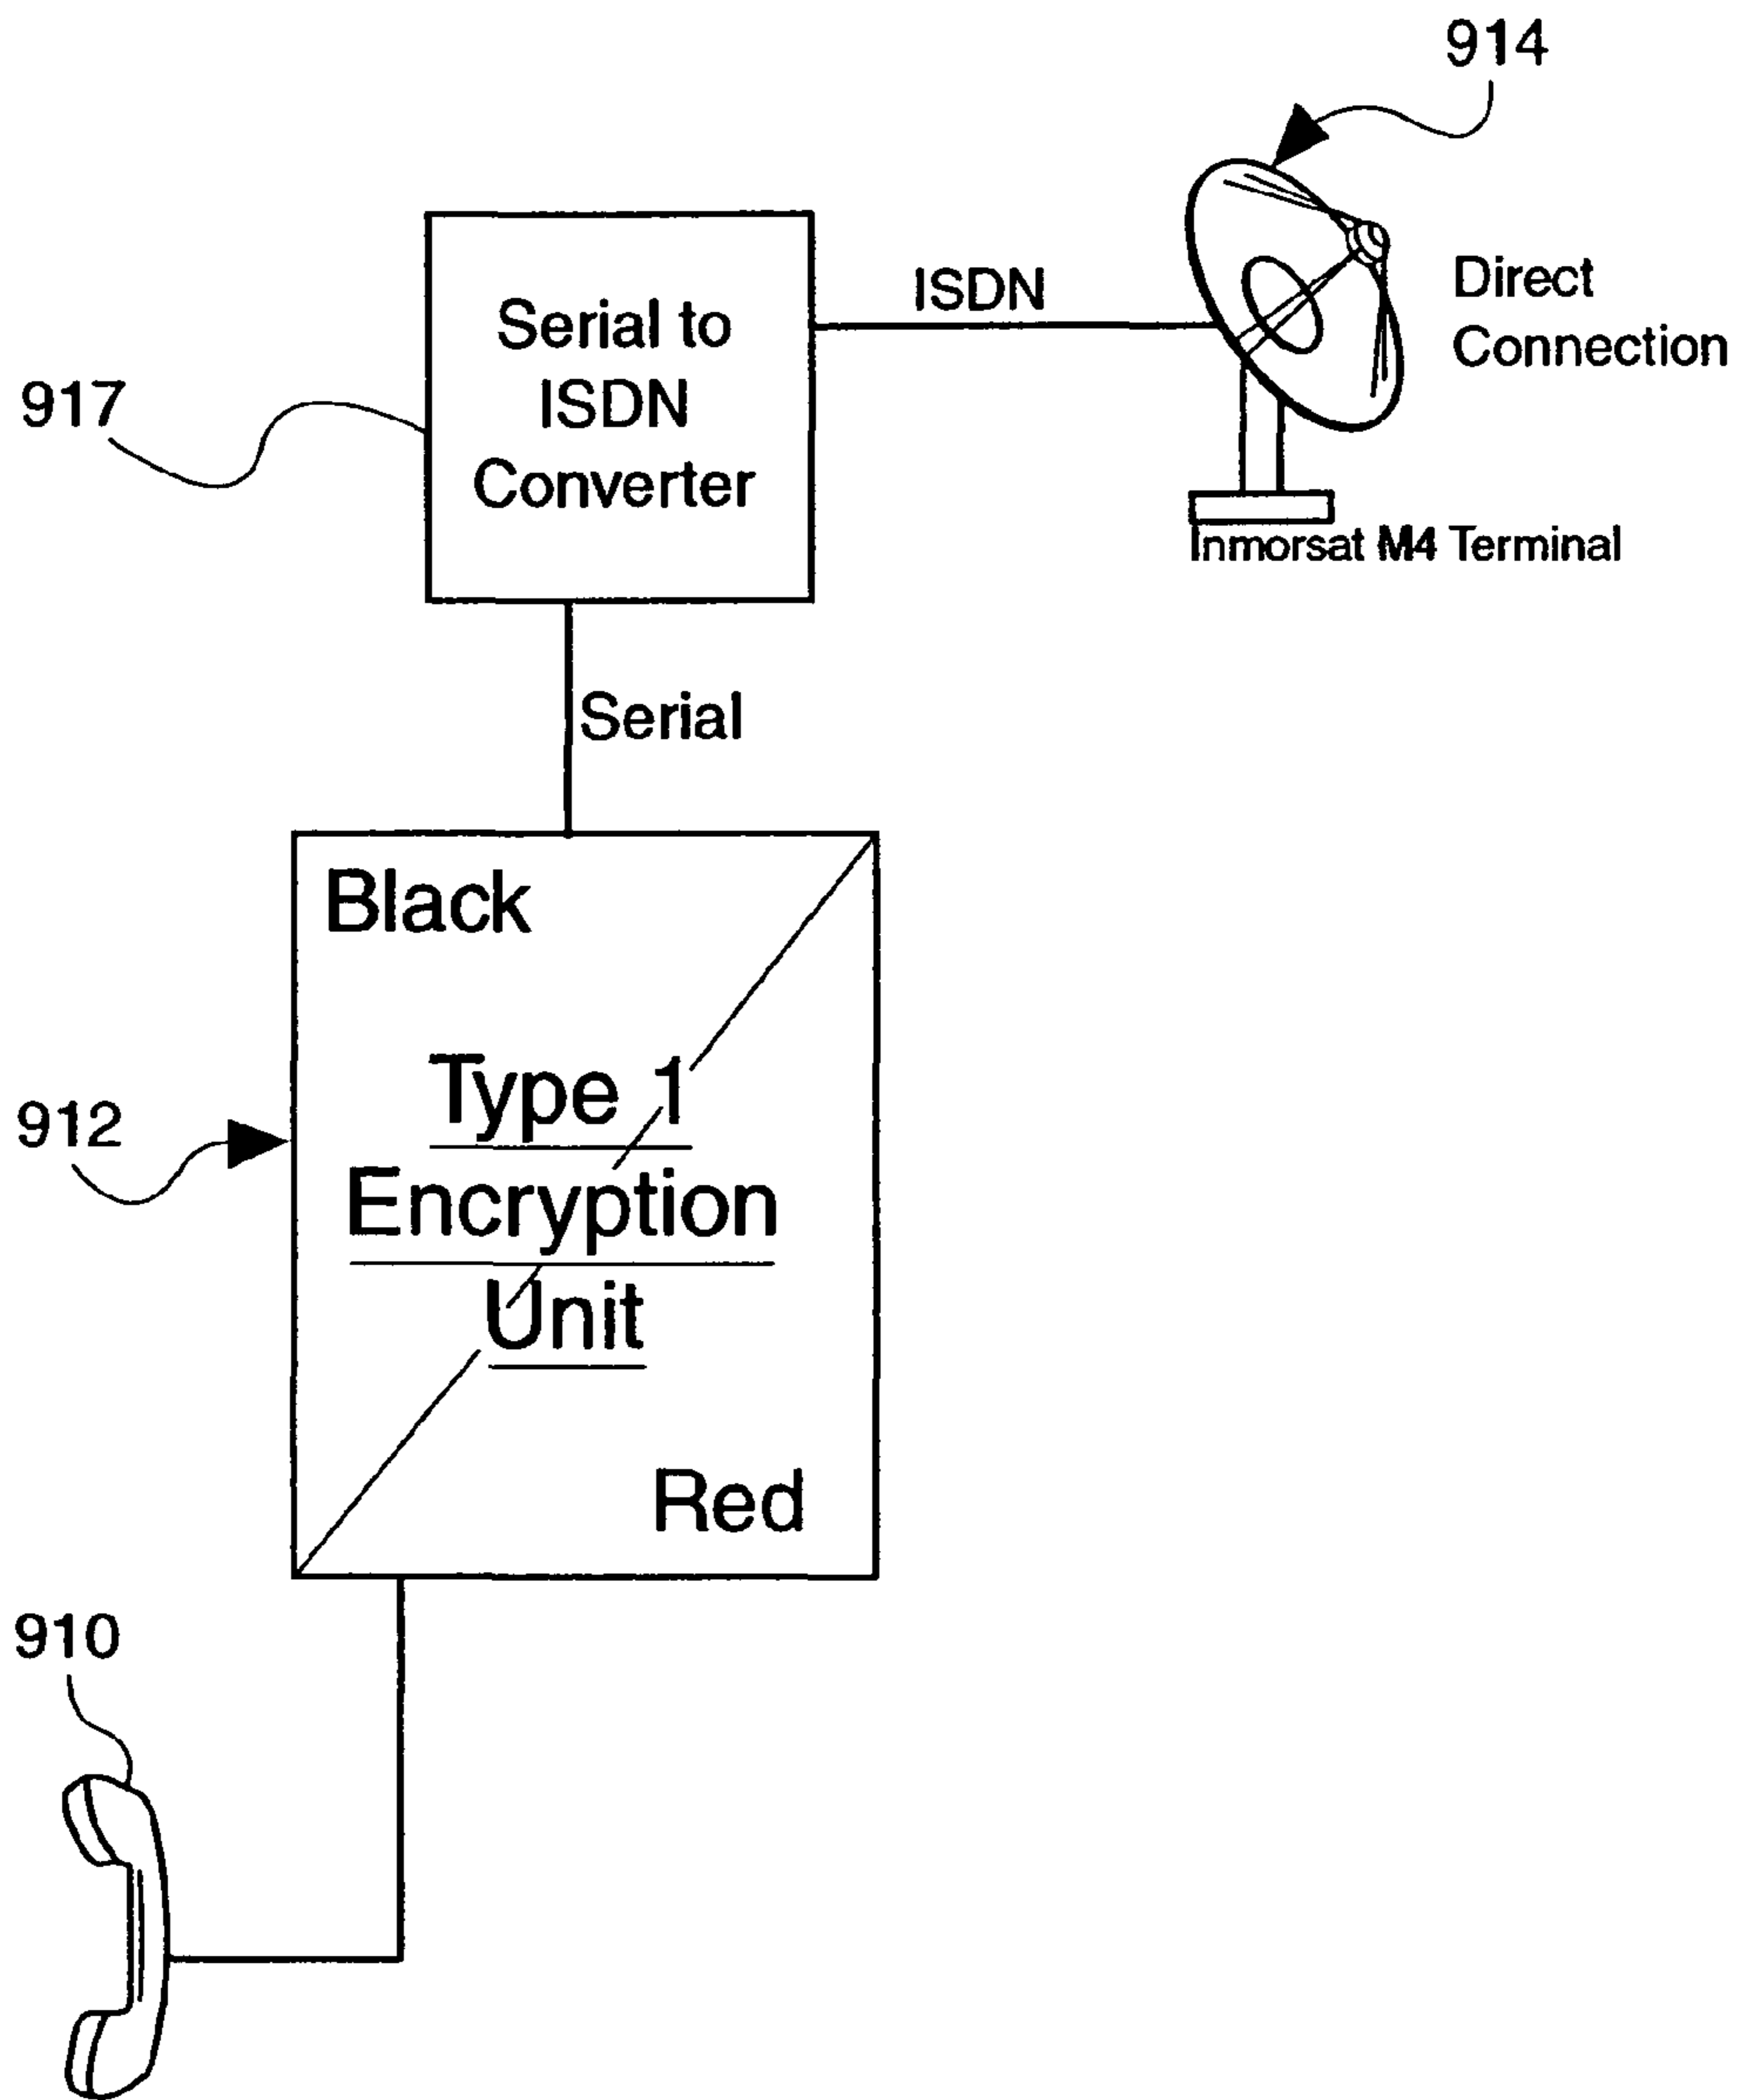 914
Serial to
ISDN
Converter
ISDN
Direct
Connection
917
Inmorsat M4 Terminal
Serial
Black
Type 1
Encryption
Unit
Red
912
910